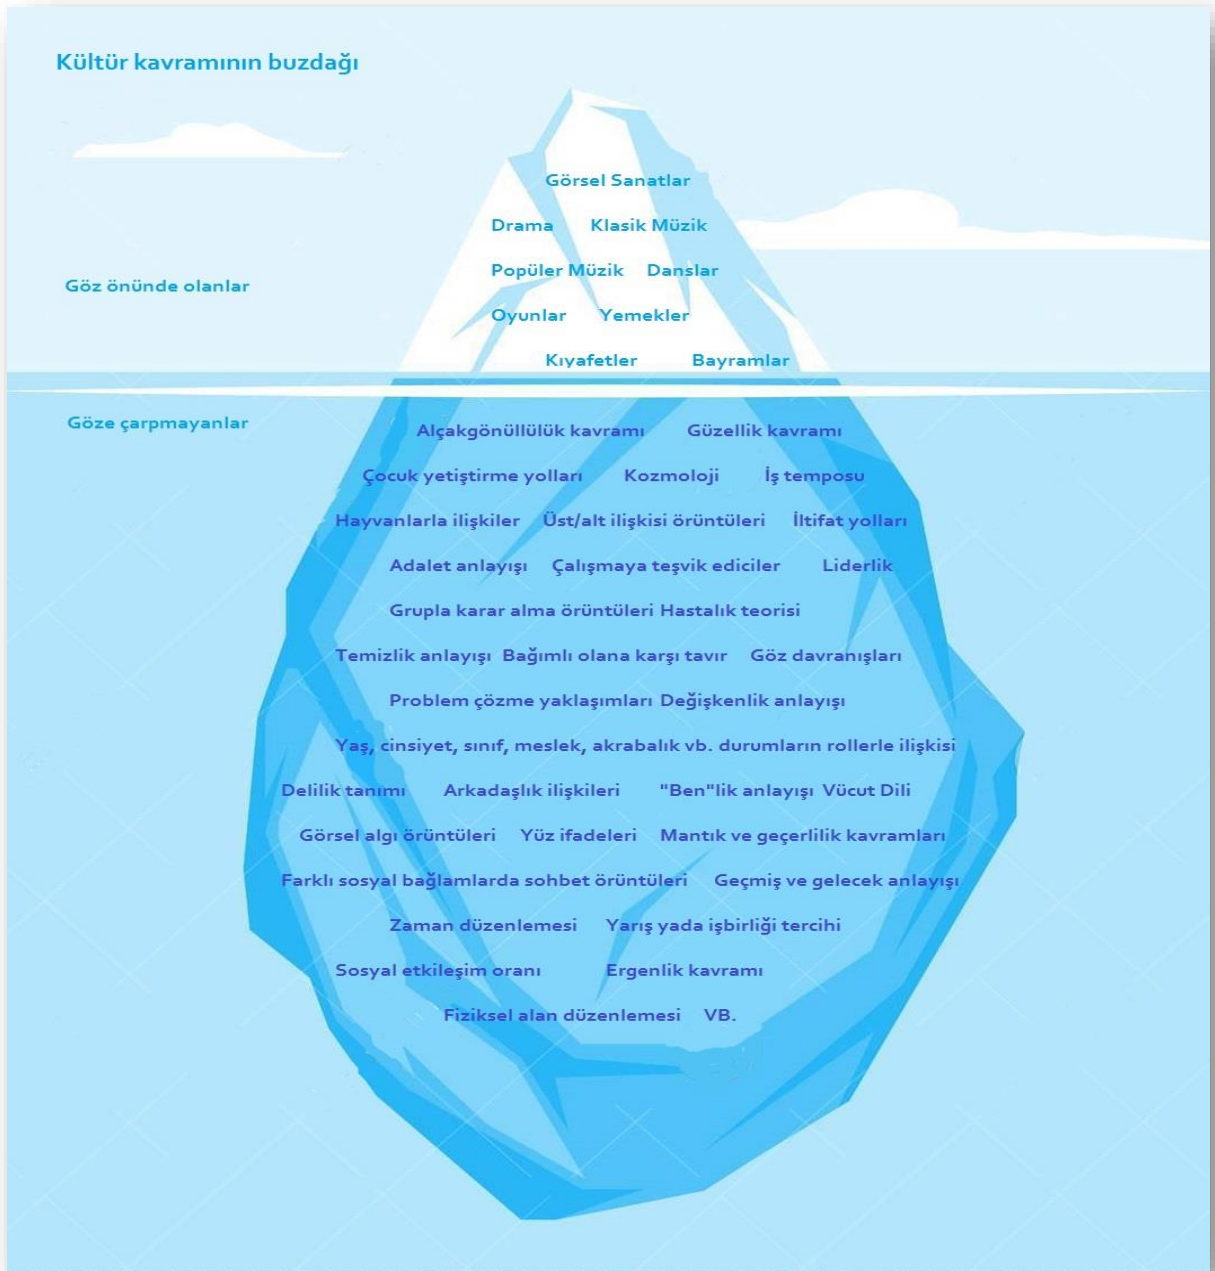 Kültür kavramının buzdağı
Görsel Sanatlar
Drama Klasik Müzik
Popüler Müzik Danslar
Göz önünde olanlar
Oyunlar Yemekler
Kıyafetler Bayramlar
Göze çarpmayanlar
Alçakgönüllülük kavramı Güzellik kavramı
Çocuk yetiştirme yolları Kozmoloji İş temposu
Hayvanlarla ilişkiler Üst/alt ilişkisi örüntüleri İltifat yolları
Adalet anlayışı Çalışmaya teşvik ediciler Liderlik
Grupla karar alma örüntüleri Hastalık teorisi
Temizlik anlayışı Bağımlı olana karşı tavır Göz davranışları
Problem çözme yaklaşımları Değişkenlik anlayışı
Yaş, cinsiyet, sınıf, meslek, akrabalık vb. durumların rollerle ilişkisi
Delilik tanımı Arkadaşlık ilişkileri "Ben"lik anlayışı Vücut Dili
Görsel algı örüntüleri Yüz ifadeleri Mantık ve geçerlilik kavramları
Farklı sosyal bağlamlarda sohbet örüntüleri Geçmiş ve gelecek anlayışı
Zaman düzenlemesi Yarış yada işbirliği tercihi
Sosyal etkileşim oranı Ergenlik kavramı
Fiziksel alan düzenlemesi VB.